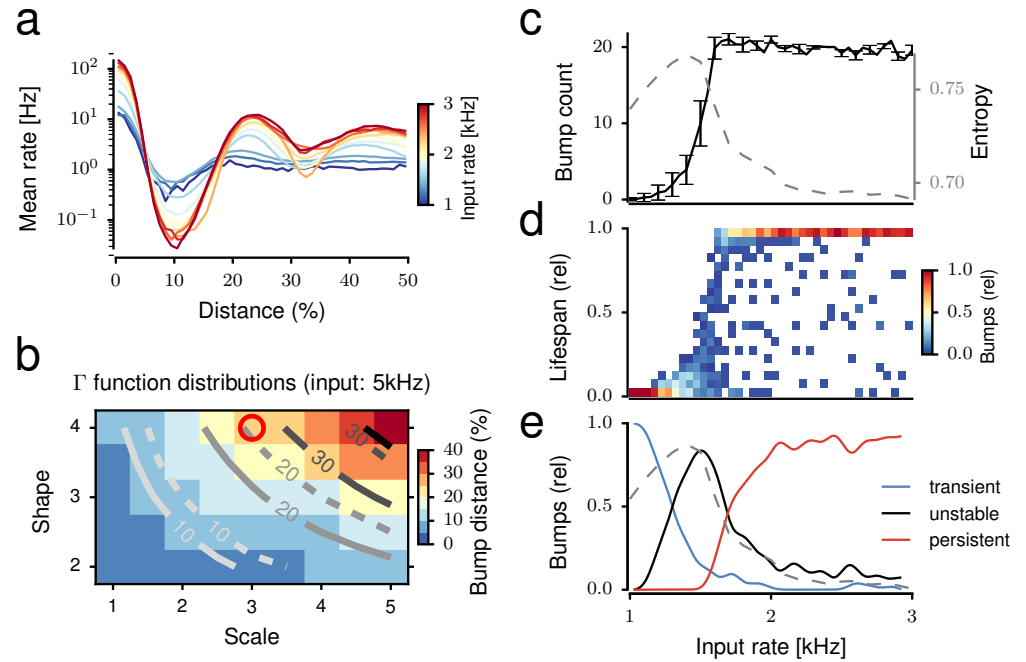 a
10²
10¹
10⁰
10⁻¹
Mean rate [Hz]
0 10 20 30 40 50
Distance (%)
3
2
1
Input rate [kHz]
b
Γ function distributions (input: 5kHz)
4
3
2
Shape
1 2 3 4 5
Scale
10
10
20
20
30
30
40
30
20
10
0
Bump distance (%)
c
20
10
0
Bump count
0.75
0.70
Entropy
d
1.0
0.5
0.0
Lifespan (rel)
1.0
0.5
0.0
Bumps (rel)
e
1.0
0.5
0.0
Bumps (rel)
transient
unstable
persistent
1 2 3
Input rate [kHz]